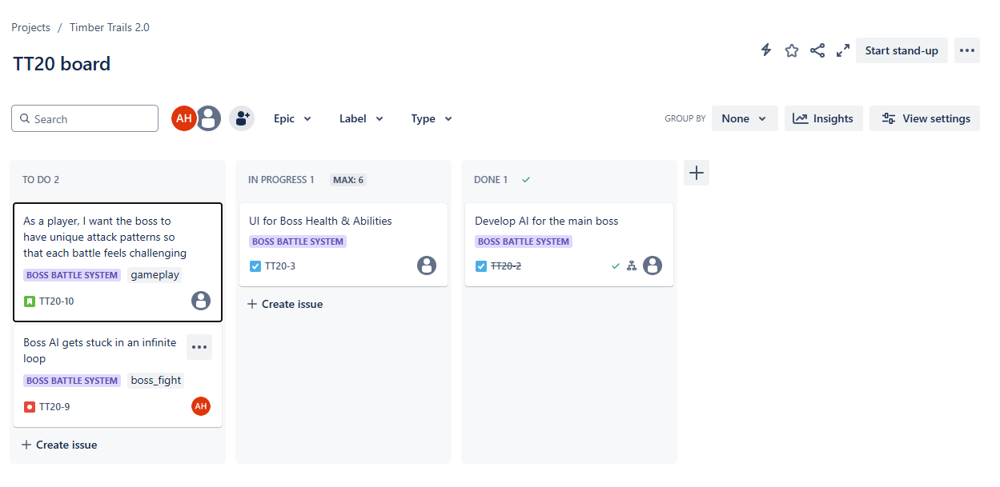 Projects / Timber Trails 2.0
TT20 board
Start stand-up
Search
AH
Epic
Label
Type
GROUP BY
None
Insights
View settings
TO DO 2
As a player, I want the boss to
have unique attack patterns so
that each battle feels challenging
BOSS BATTLE SYSTEM gameplay
TT20-10
Boss AI gets stuck in an infinite
loop
BOSS BATTLE SYSTEM boss_fight
TT20-9 AH
Create issue
IN PROGRESS 1 MAX: 6
UI for Boss Health & Abilities
BOSS BATTLE SYSTEM
TT20-3
Create issue
DONE 1
Develop AI for the main boss
BOSS BATTLE SYSTEM
TT20-2